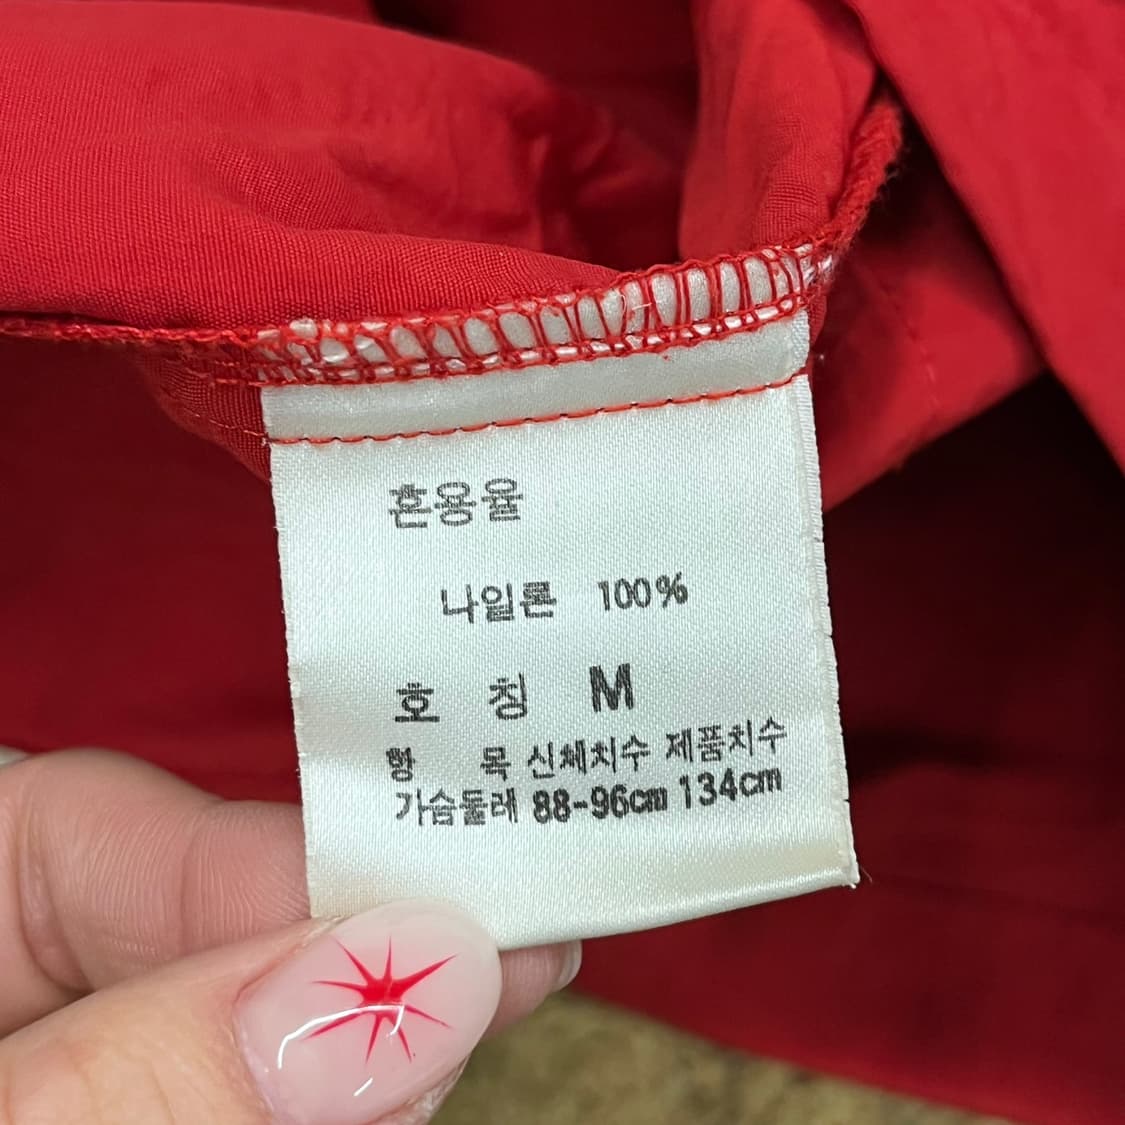 혼용율
나일론 100%
호 칭 M
항 목 신체치수 제품치수
가슴둘레 88-96cm 134cm